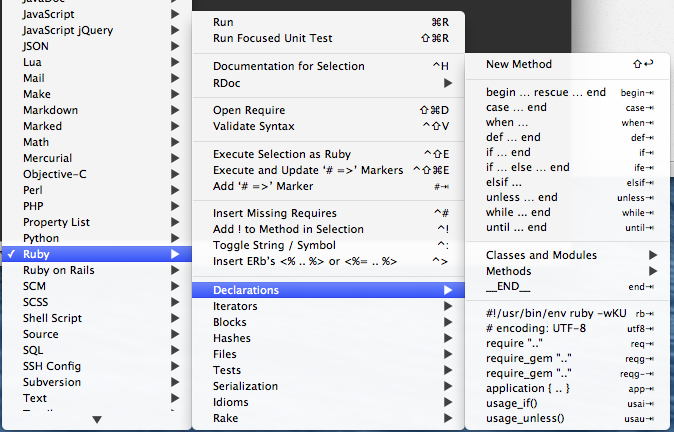 JavaScript
JavaScript jQuery
JSON
Lua
Mail
Make
Markdown
Marked
Math
Mercurial
Objective-C
Perl
PHP
Property List
Python
✓ Ruby
Ruby on Rails
SCM
SCSS
Shell Script
Source
SQL
SSH Config
Subversion
Text
Run ⌘R
Run Focused Unit Test ⇧⌘R
Documentation for Selection ^H
RDoc
Open Require ⇧⌘D
Validate Syntax ^⇧V
Execute Selection as Ruby ^⇧E
Execute and Update ‘# =>’ Markers ^⇧⌘E
Add ‘# =>’ Marker #⇥
Insert Missing Requires ^#
Add ! to Method in Selection ^!
Toggle String / Symbol ^:
Insert ERb’s <% .. %> or <%= .. %> ^>
Declarations
Iterators
Blocks
Hashes
Files
Tests
Serialization
Idioms
Rake
New Method ⇧↩
begin … rescue … end begin⇥
case … end case⇥
when … when⇥
def … end def⇥
if … end if⇥
if … else … end ife⇥
elsif … elsif⇥
unless … end unless⇥
while … end while⇥
until … end until⇥
Classes and Modules
Methods
__END__ end⇥
#!/usr/bin/env ruby -wKU rb⇥
# encoding: UTF-8 utf8⇥
require ".." req⇥
require_gem ".." reqg⇥
require_gem ".." reqg-⇥
application { .. } app⇥
usage_if() usai⇥
usage_unless() usau⇥